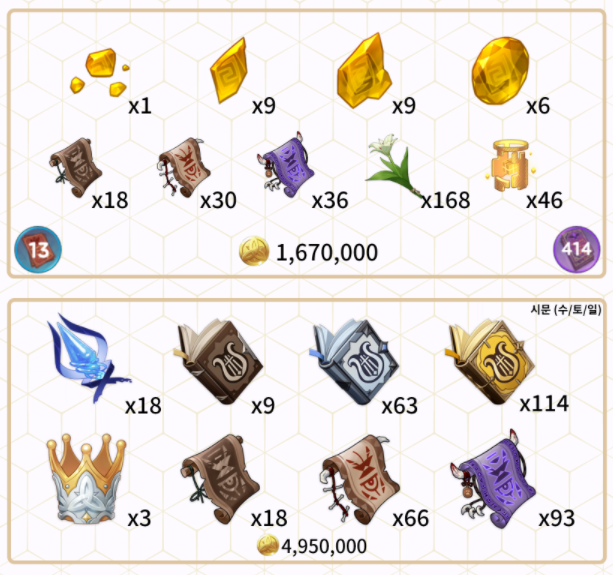 x1 x9 x9 x6
x18 x30 x36 x168 x46
13 1,670,000 414
시문 (수/토/일)
x18 x9 x63 x114
x3 x18 x66 x93
4,950,000